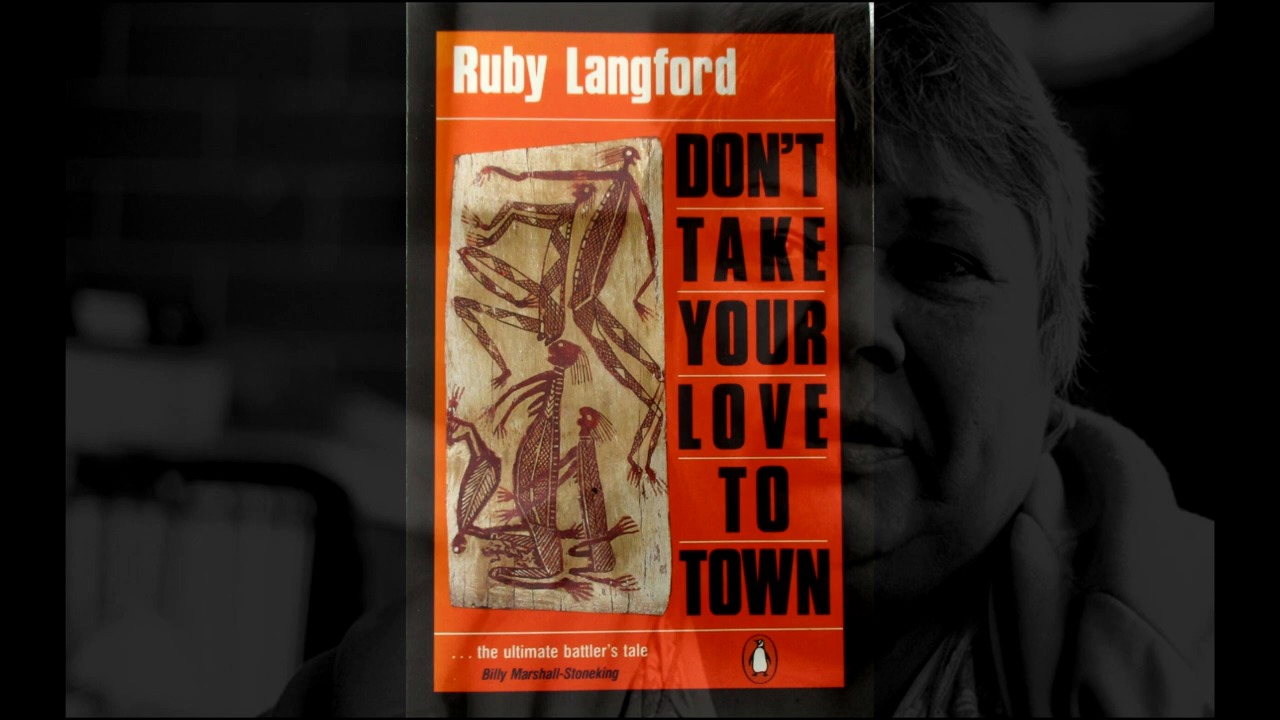 Ruby Langford
DON'T
TAKE
YOUR
LOVE
TO
TOWN
. . . the ultimate battler's tale
Billy Marshall-Stoneking